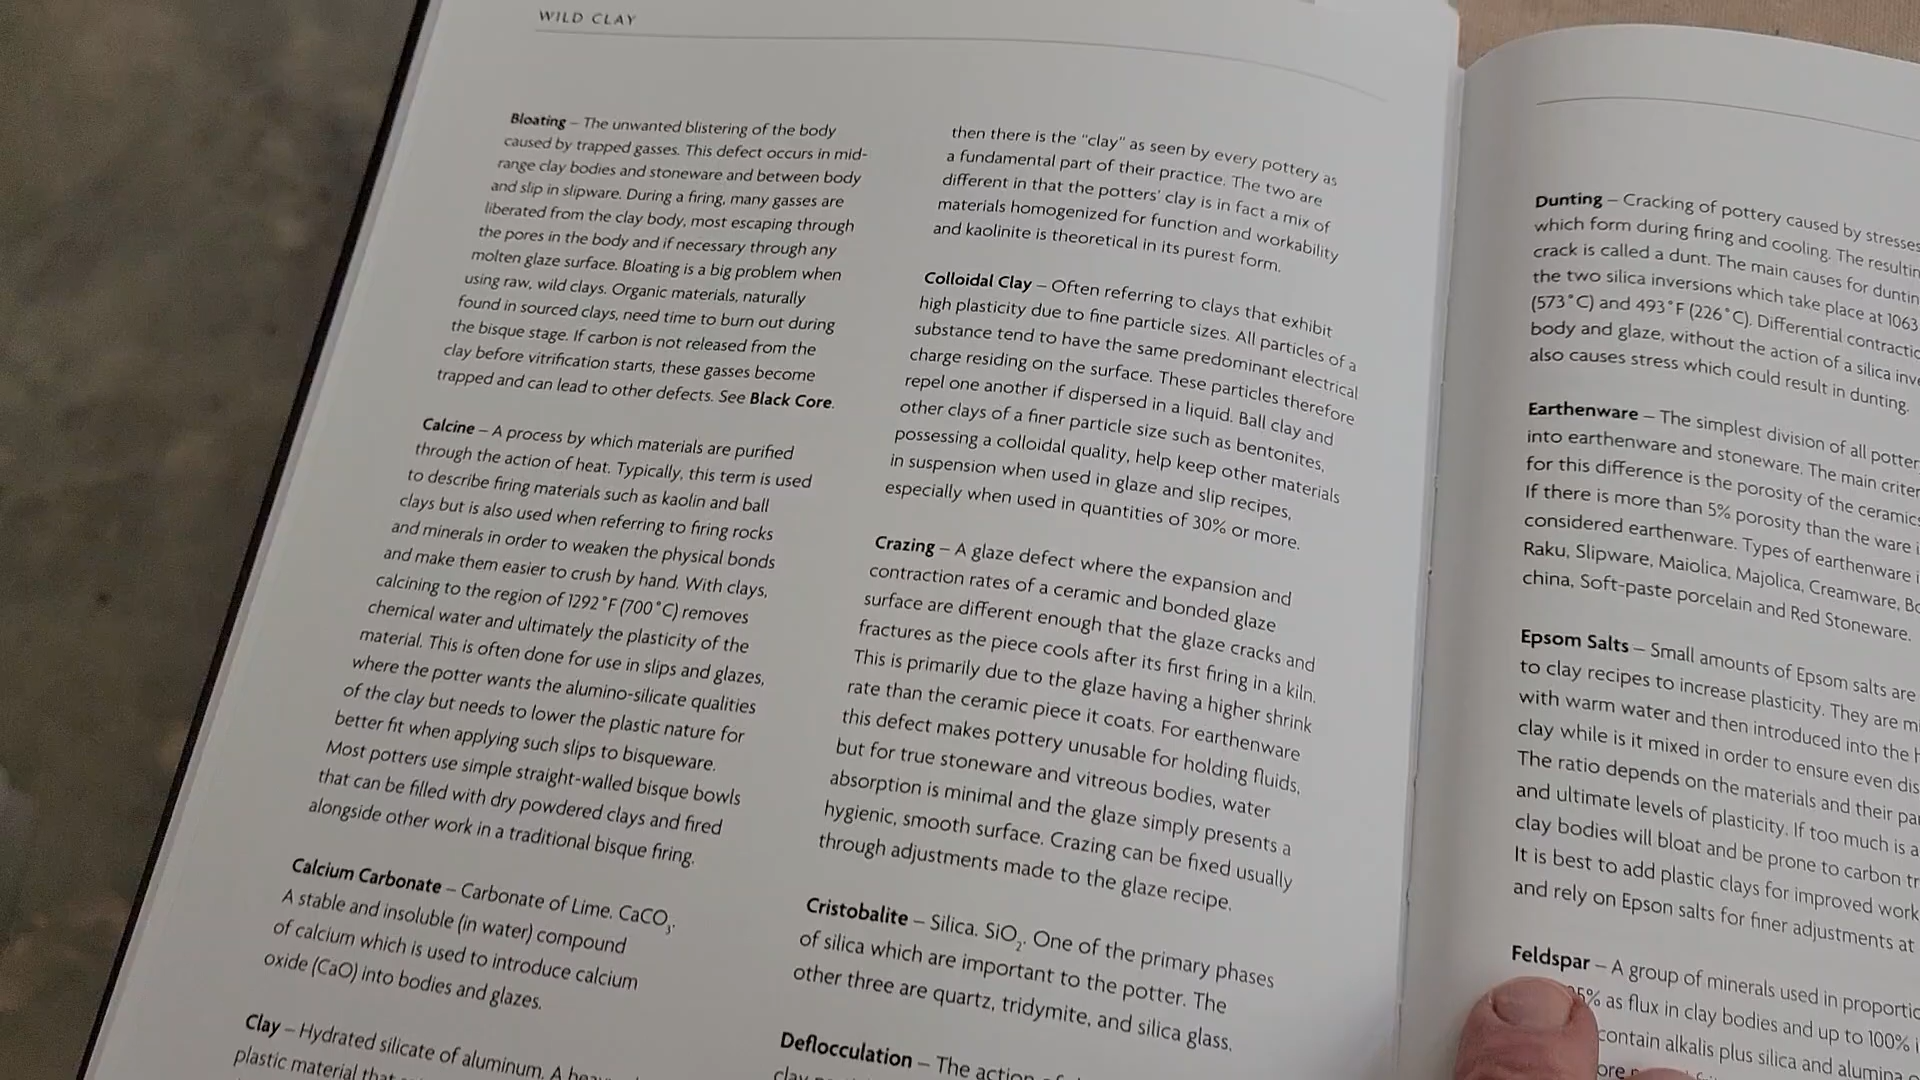 WILD CLAY
Bloating – The unwanted blistering of the body
caused by trapped gasses. This defect occurs in mid-
range clay bodies and stoneware and between body
and slip in slipware. During a firing, many gasses are
liberated from the clay body, most escaping through
the pores in the body and if necessary through any
molten glaze surface. Bloating is a big problem when
using raw, wild clays. Organic materials, naturally
found in sourced clays, need time to burn out during
the bisque stage. If carbon is not released from the
clay before vitrification starts, these gasses become
trapped and can lead to other defects. See Black Core.
Calcine – A process by which materials are purified
through the action of heat. Typically, this term is used
to describe firing materials such as kaolin and ball
clays but is also used when referring to firing rocks
and minerals in order to weaken the physical bonds
and make them easier to crush by hand. With clays,
calcining to the region of 1292°F (700°C) removes
chemical water and ultimately the plasticity of the
material. This is often done for use in slips and glazes,
where the potter wants the alumino-silicate qualities
of the clay but needs to lower the plastic nature for
better fit when applying such slips to bisqueware.
Most potters use simple straight-walled bisque bowls
that can be filled with dry powdered clays and fired
alongside other work in a traditional bisque firing.
Calcium Carbonate – Carbonate of Lime. CaCO₃.
A stable and insoluble (in water) compound
of calcium which is used to introduce calcium
oxide (CaO) into bodies and glazes.
Clay – Hydrated silicate of aluminum. A
plastic material that
then there is the "clay" as seen by every pottery as
a fundamental part of their practice. The two are
different in that the potters' clay is in fact a mix of
materials homogenized for function and workability
and kaolinite is theoretical in its purest form.
Colloidal Clay – Often referring to clays that exhibit
high plasticity due to fine particle sizes. All particles of a
substance tend to have the same predominant electrical
charge residing on the surface. These particles therefore
repel one another if dispersed in a liquid. Ball clay and
other clays of a finer particle size such as bentonites,
possessing a colloidal quality, help keep other materials
in suspension when used in glaze and slip recipes,
especially when used in quantities of 30% or more.
Crazing – A glaze defect where the expansion and
contraction rates of a ceramic and bonded glaze
surface are different enough that the glaze cracks and
fractures as the piece cools after its first firing in a kiln.
This is primarily due to the glaze having a higher shrink
rate than the ceramic piece it coats. For earthenware
this defect makes pottery unusable for holding fluids,
but for true stoneware and vitreous bodies, water
absorption is minimal and the glaze simply presents a
hygienic, smooth surface. Crazing can be fixed usually
through adjustments made to the glaze recipe.
Cristobalite – Silica. SiO₂. One of the primary phases
of silica which are important to the potter. The
other three are quartz, tridymite, and silica glass.
Deflocculation – The action of
Dunting – Cracking of pottery caused by stresses
which form during firing and cooling. The
crack is called a dunt. The main causes for
the two silica inversions which take place at 1063
(573°C) and 493°F (226°C). Differential
body and glaze, without the action of a silica
also causes stress which could result in dunting.
Earthenware – The simplest division of all
into earthenware and stoneware. The main
for this difference is the porosity of the
If there is more than 5% porosity than the ware
considered earthenware. Types of earthenware
Raku, Slipware, Maiolica, Majolica, Creamware,
china, Soft-paste porcelain and Red Stoneware.
Epsom Salts – Small amounts of Epsom salts are
to clay recipes to increase plasticity. They are
with warm water and then introduced into the
clay while is it mixed in order to ensure even
The ratio depends on the materials and their
and ultimate levels of plasticity. If too much is
clay bodies will bloat and be prone to carbon
It is best to add plastic clays for improved
and rely on Epson salts for finer adjustments at
Feldspar – A group of minerals used in
as flux in clay bodies and up to 100%
contain alkalis plus silica and alumina